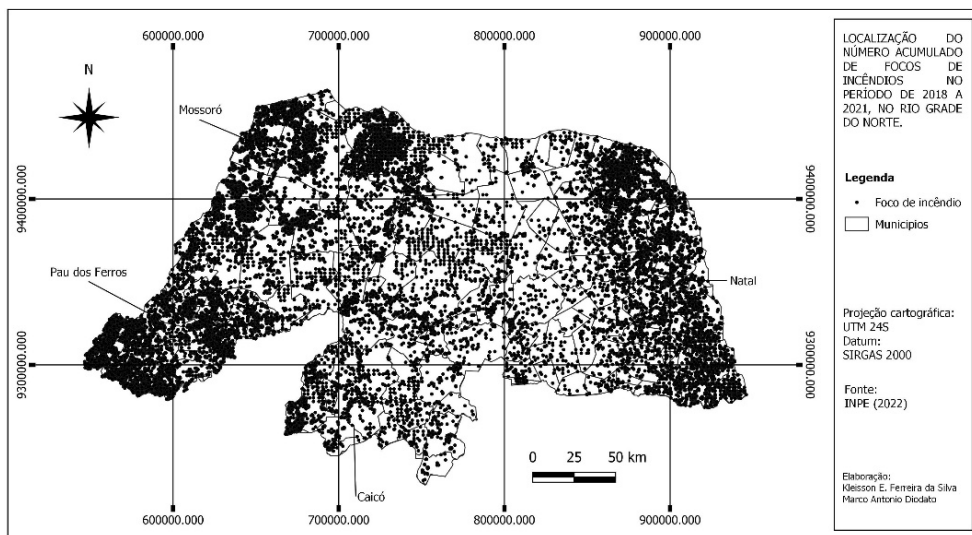 600000.000
700000.000
800000.000
900000.000
N
Mossoró
9400000.000
9400000.000
Pau dos Ferros
Natal
9300000.000
9300000.000
0 25 50 km
Caicó
600000.000
700000.000
800000.000
900000.000
LOCALIZAÇÃO DO
NÚMERO ACUMULADO
DE FOCOS DE
INCÊNDIOS NO
PERÍODO DE 2018 A
2021, NO RIO GRADE
DO NORTE.
Legenda
Foco de incêndio
Municipios
Projeção cartográfica:
UTM 24S
Datum:
SIRGAS 2000
Fonte:
INPE (2022)
Elaboração:
Kleisson E. Ferreira da Silva
Marco Antonio Diodato